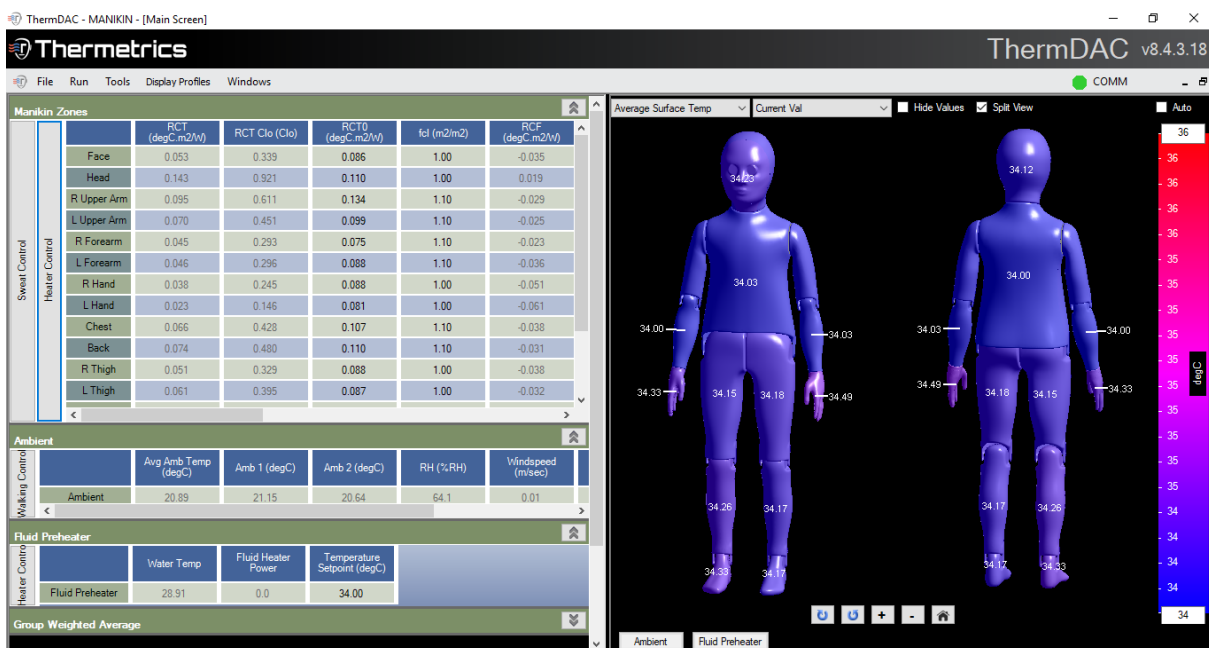 ThermDAC - MANIKIN - [Main Screen]
Thermetrics
ThermDAC v8.4.3.18
File Run Tools Display Profiles Windows
COMM
Manikin Zones
RCT (degC.m2/W) RCT Clo (Clo) RCT0 (degC.m2/W) fcl (m2/m2) RCF (degC.m2/W)
Face 0.053 0.339 0.086 1.00 -0.035
Head 0.143 0.921 0.110 1.00 0.019
R Upper Arm 0.095 0.611 0.134 1.10 -0.029
L Upper Arm 0.070 0.451 0.099 1.10 -0.025
R Forearm 0.045 0.293 0.075 1.10 -0.023
L Forearm 0.046 0.296 0.088 1.10 -0.036
R Hand 0.038 0.245 0.088 1.10 -0.051
L Hand 0.023 0.146 0.081 1.10 -0.061
Chest 0.066 0.428 0.107 1.10 -0.038
Back 0.074 0.480 0.110 1.10 -0.031
R Thigh 0.051 0.329 0.088 1.10 -0.038
L Thigh 0.061 0.395 0.087 1.10 -0.032
Sweat Control
Heater Control
Ambient
Avg Amb Temp (degC) Amb 1 (degC) Amb 2 (degC) RH (%RH) Windspeed (m/sec)
Ambient 20.89 21.15 20.64 64.1 0.01
Walking Control
Fluid Preheater
Water Temp Fluid Heater Power Temperature Setpoint (degC)
Fluid Preheater 28.91 0.0 34.00
Heater Contro
Group Weighted Average
Average Surface Temp Current Val Hide Values Split View Auto
34.23
34.12
34.03
34.00
34.00
34.03
34.03
34.00
34.33
34.15
34.18
34.49
34.49
34.18
34.15
34.33
34.26
34.17
34.17
34.26
34.33
34.17
34.17
34.33
36
36
36
36
36
35
35
35
35
35
35
35
35
35
34
34
34
34
degC
+ -
Ambient Fluid Preheater